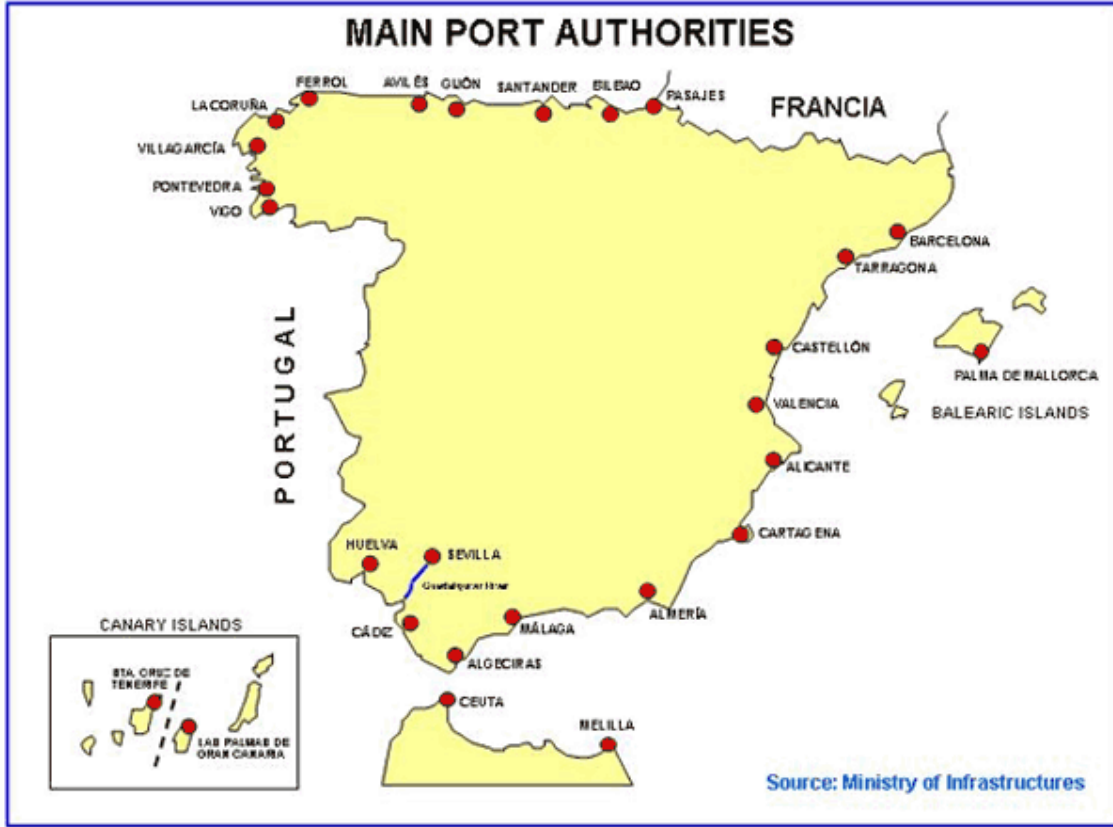 MAIN PORT AUTHORITIES
FERROL
AVILÉS
GIJÓN
SANTANDER
BILBAO
PASAJES
LA CORUÑA
FRANCIA
VILLAGARCÍA
PONTEVEDRA
VIGO
BARCELONA
TARRAGONA
PORTUGAL
CASTELLÓN
PALMA DE MALLORCA
VALENCIA
BALEARIC ISLANDS
ALICANTE
CARTAGENA
HUELVA
SEVILLA
Guadalquivir River
ALMERÍA
CANARY ISLANDS
CÁDIZ
MÁLAGA
ALGECIRAS
STA. CRUZ DE
TENERIFE
CEUTA
MELILLA
LAS PALMAS DE
GRAN CANARIA
Source: Ministry of Infrastructures